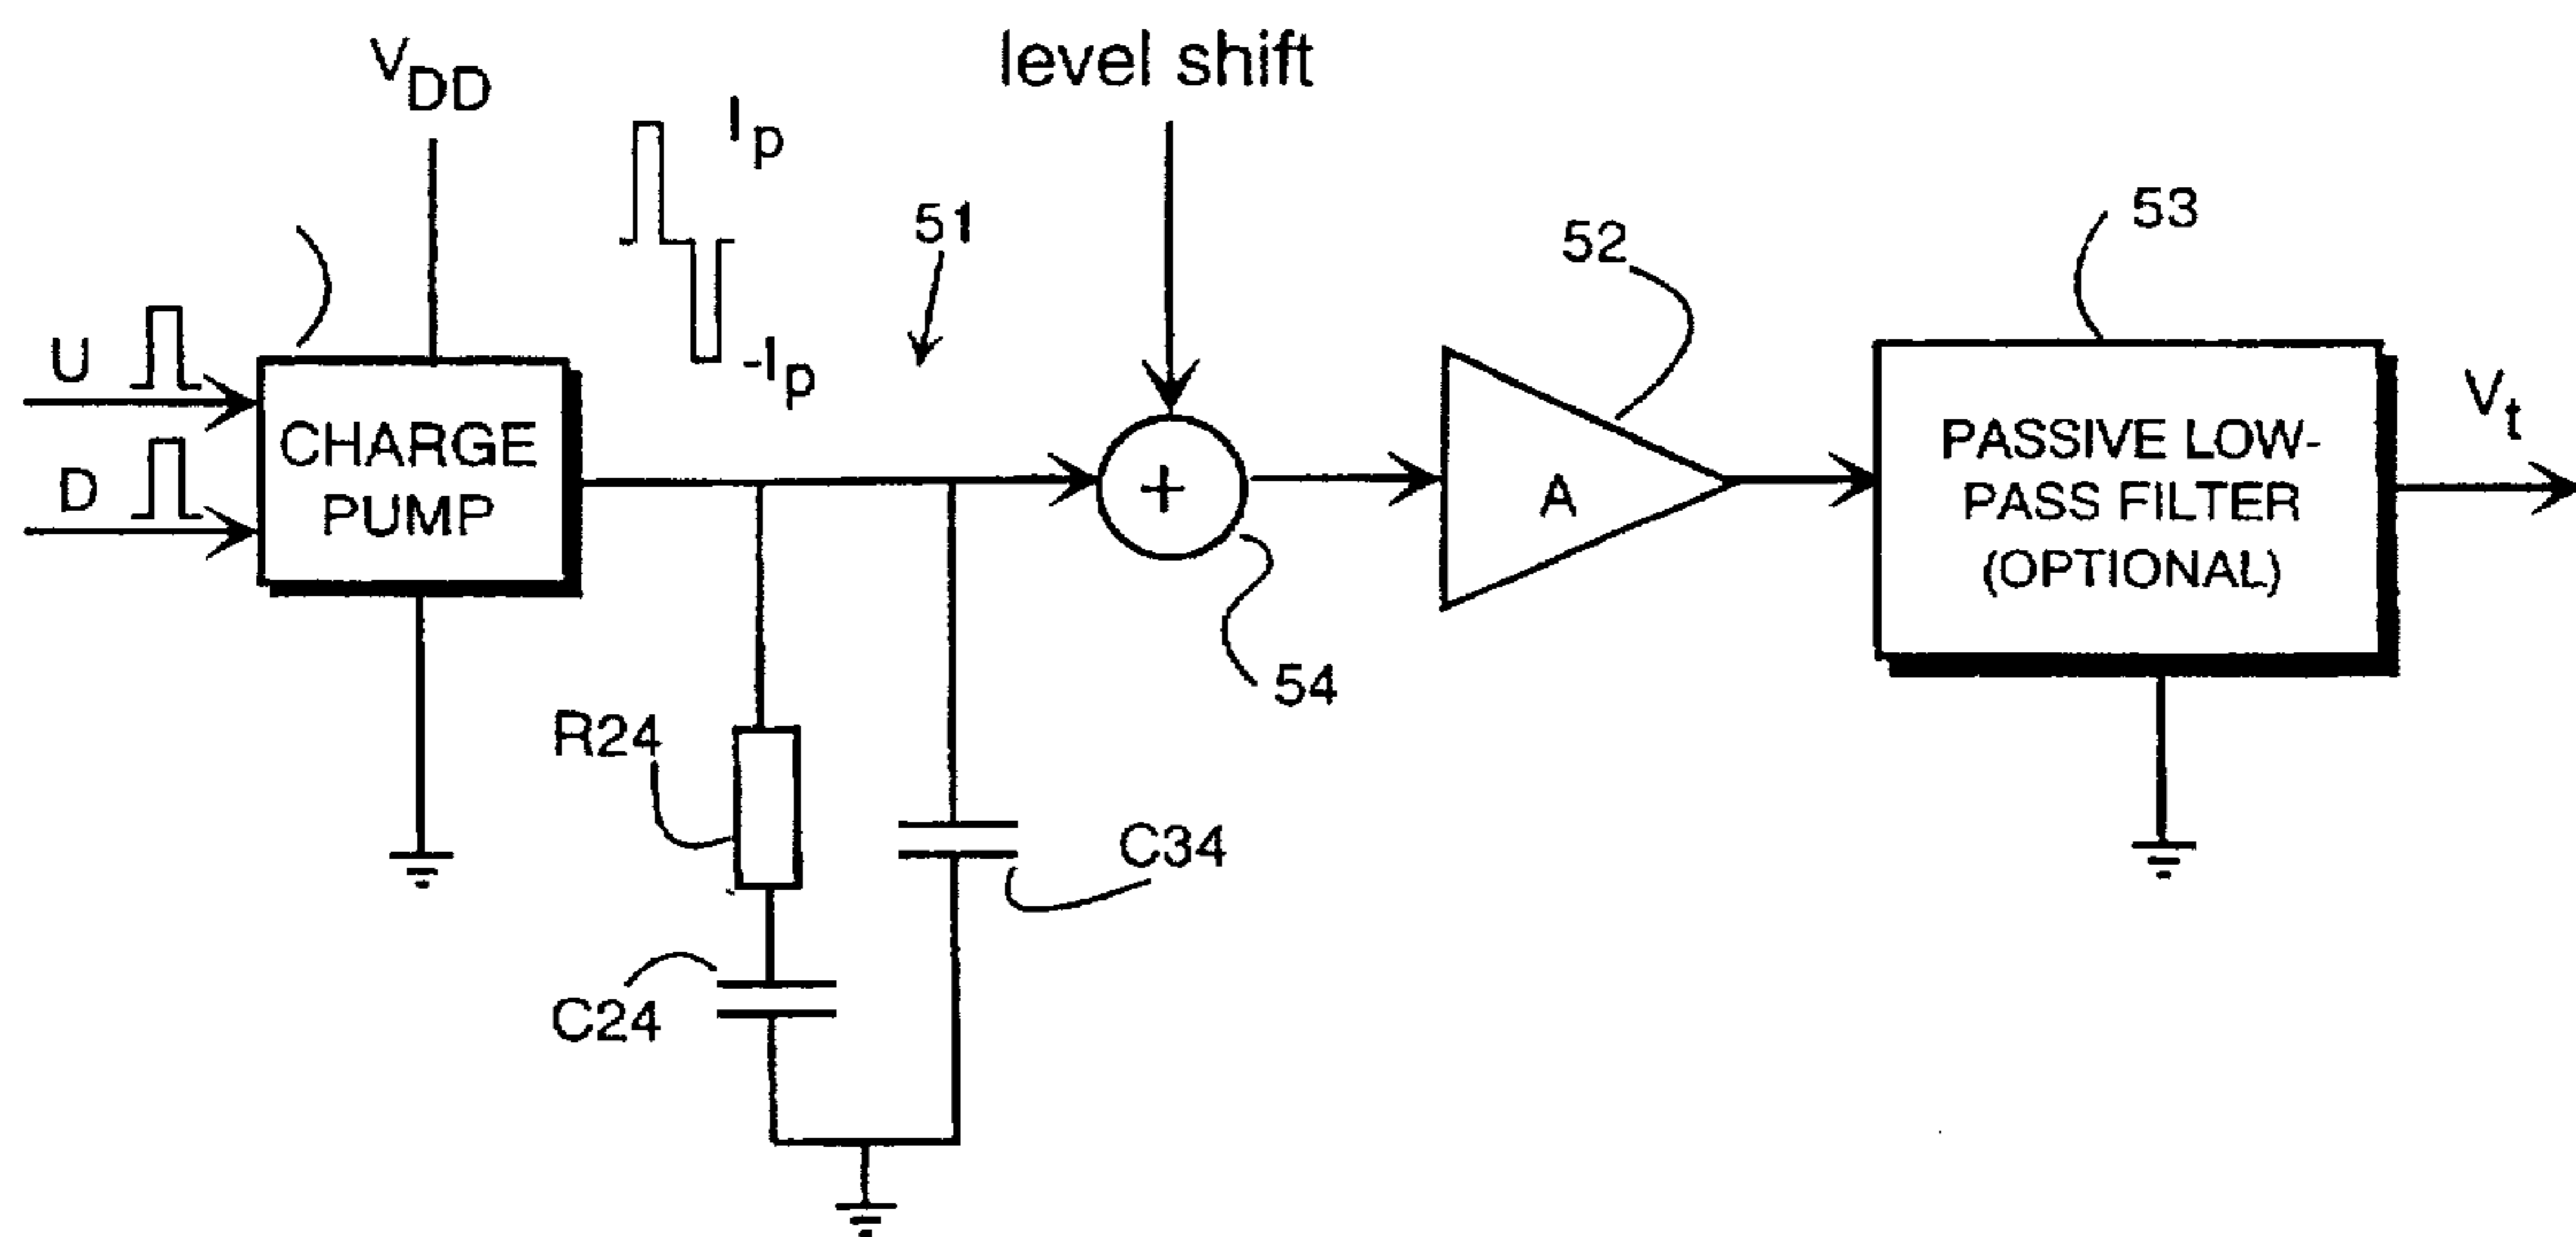 VDD
level shift
Ip
51
52
53
U
-Ip
Vt
D
CHARGE
PUMP
+
A
PASSIVE LOW-
PASS FILTER
(OPTIONAL)
54
R24
C34
C24